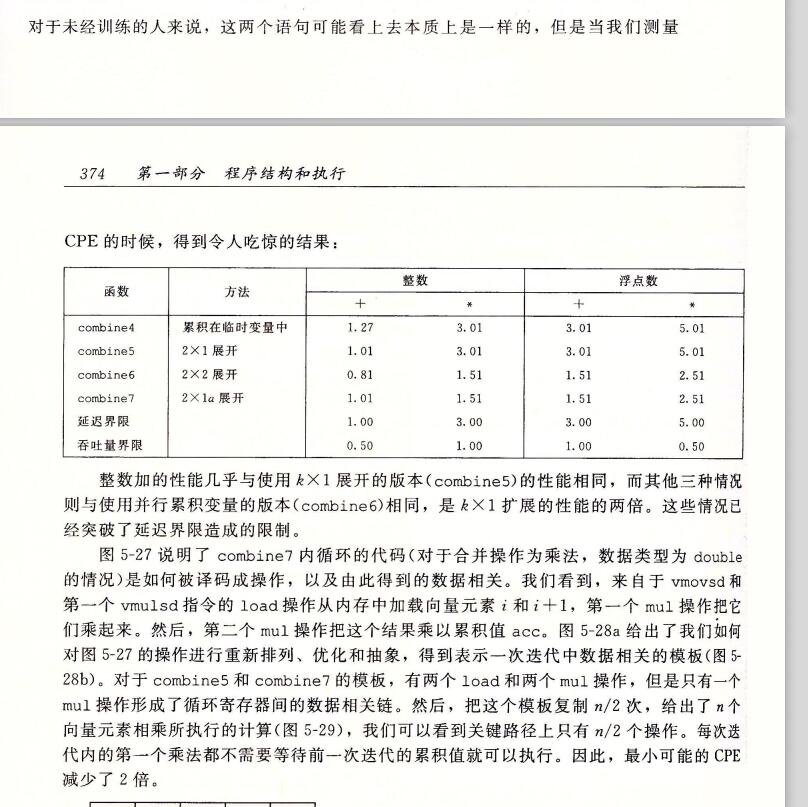 对于未经训练的人来说，这两个语句可能看上去本质上是一样的，但是当我们测量
374 第一部分 程序结构和执行
CPE 的时候，得到令人吃惊的结果：
函数 方法 整数 浮点数
+ * + *
combine4 累积在临时变量中 1.27 3.01 3.01 5.01
combine5 2×1 展开 1.01 3.01 3.01 5.01
combine6 2×2 展开 0.81 1.51 1.51 2.51
combine7 2×1a 展开 1.01 1.51 1.51 2.51
延迟界限 1.00 3.00 3.00 5.00
吞吐量界限 0.50 1.00 1.00 0.50
整数加的性能几乎与使用 k×1 展开的版本(combine5)的性能相同，而其他三种情况
则与使用并行累积变量的版本(combine6)相同，是 k×1 扩展的性能的两倍。这些情况已
经突破了延迟界限造成的限制。
图 5-27 说明了 combine7 内循环的代码(对于合并操作为乘法，数据类型为 double
的情况)是如何被译码成操作，以及由此得到的数据相关。我们看到，来自于 vmovsd 和
第一个 vmulsd 指令的 load 操作从内存中加载向量元素 i 和 i+1，第一个 mul 操作把它
们乘起来。然后，第二个 mul 操作把这个结果乘以累积值 acc。图 5-28a 给出了我们如何
对图 5-27 的操作进行重新排列、优化和抽象，得到表示一次迭代中数据相关的模板(图 5-
28b)。对于 combine5 和 combine7 的模板，有两个 load 和两个 mul 操作，但是只有一个
mul 操作形成了循环寄存器间的数据相关链。然后，把这个模板复制 n/2 次，给出了 n 个
向量元素相乘所执行的计算(图 5-29)，我们可以看到关键路径上只有 n/2 个操作。每次迭
代内的第一个乘法都不需要等待前一次迭代的累积值就可以执行。因此，最小可能的 CPE
减少了 2 倍。